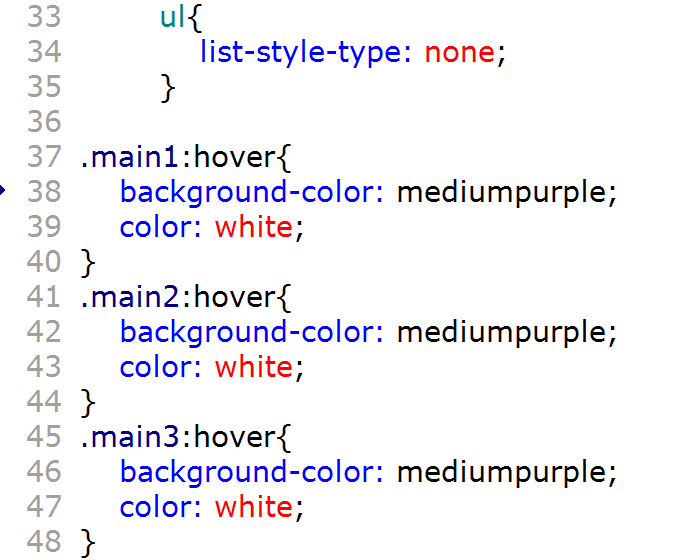 33 ul{
34 list-style-type: none;
35 }
36
37 .main1:hover{
38 background-color: mediumpurple;
39 color: white;
40 }
41 .main2:hover{
42 background-color: mediumpurple;
43 color: white;
44 }
45 .main3:hover{
46 background-color: mediumpurple;
47 color: white;
48 }